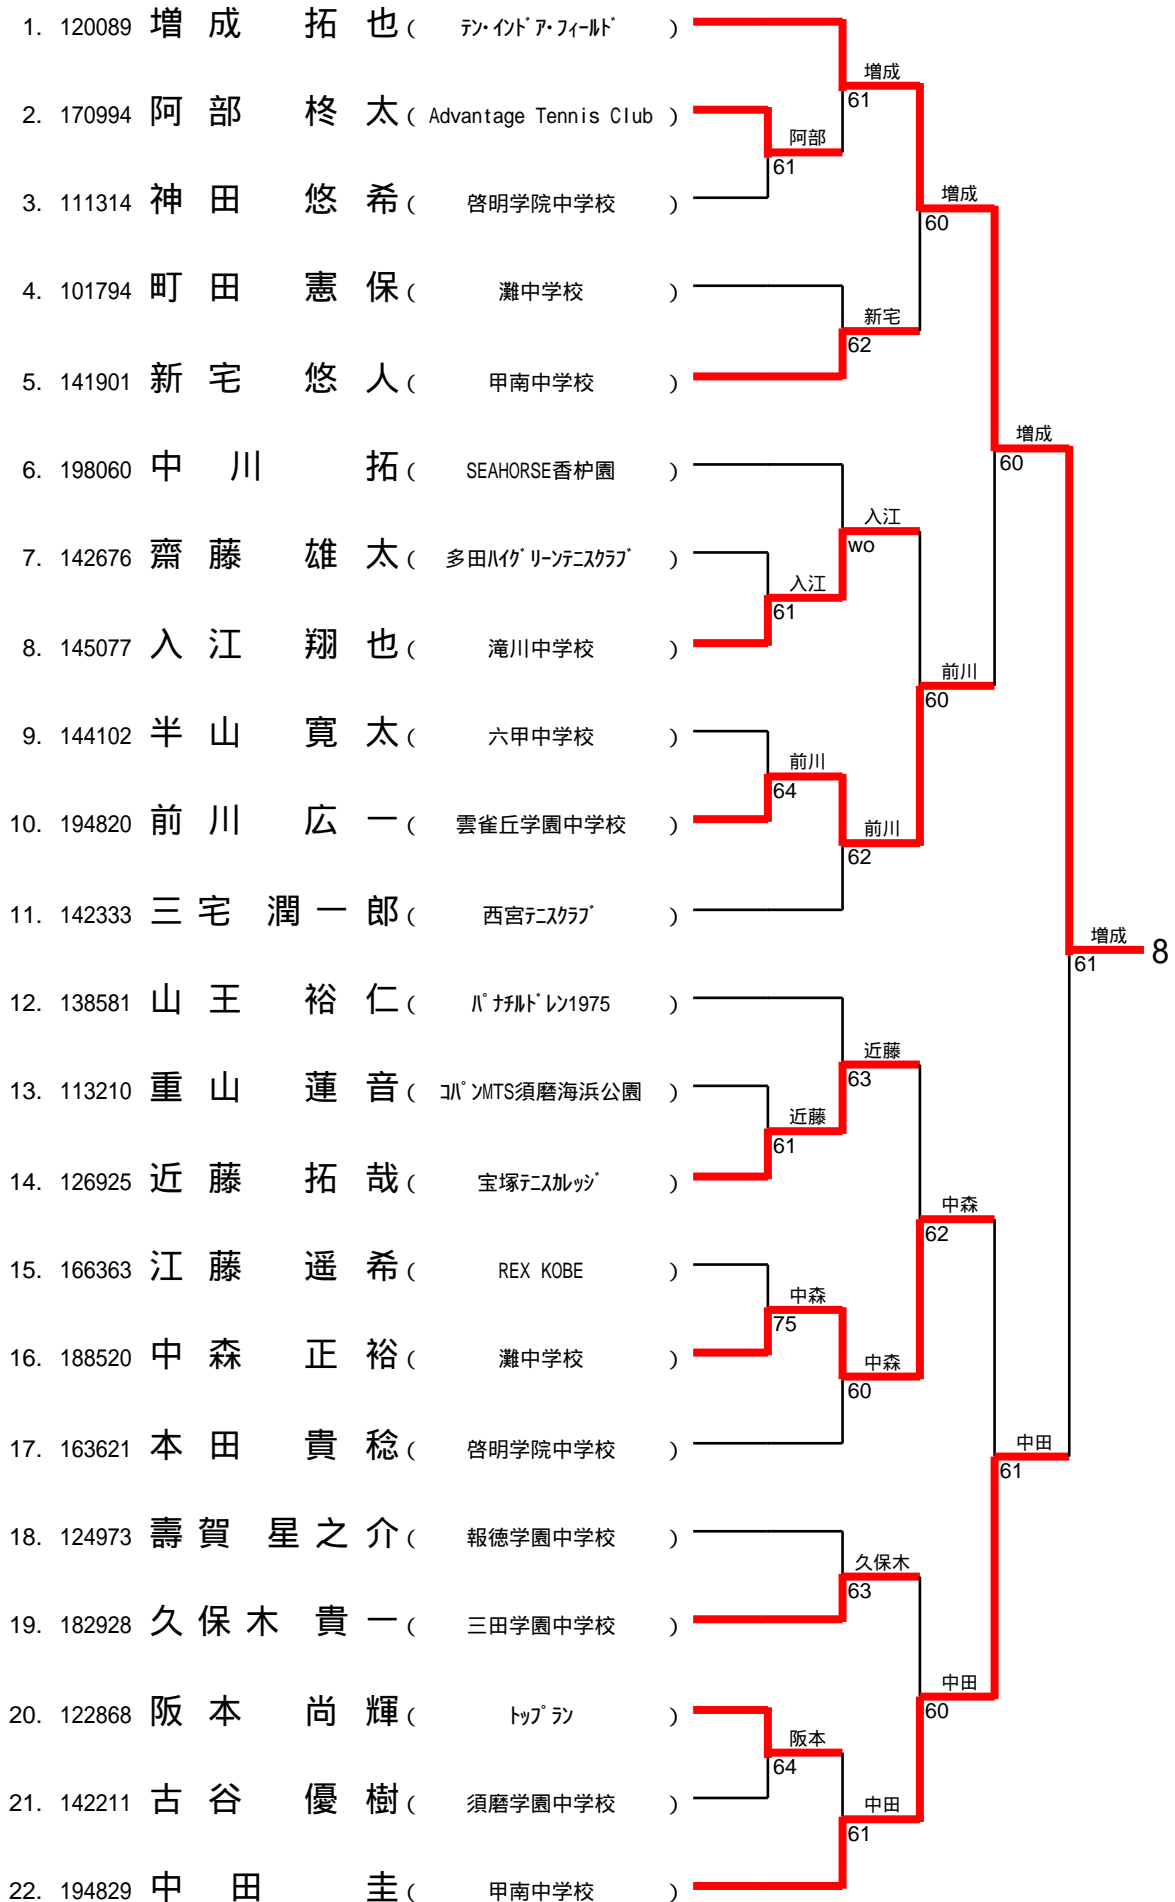 1. 120089 増成 拓也 ( テン・インドア・フィールド )
増成
61
2. 170994 阿部 柊太 ( Advantage Tennis Club )
阿部
61
3. 111314 神田 悠希 ( 啓明学院中学校 )
増成
60
4. 101794 町田 憲保 ( 灘中学校 )
新宅
62
5. 141901 新宅 悠人 ( 甲南中学校 )
増成
60
6. 198060 中川 拓 ( SEAHORSE香枦園 )
入江
wo
7. 142676 齋藤 雄太 ( 多田ハイグリーンテニスクラブ )
入江
61
8. 145077 入江 翔也 ( 滝川中学校 )
前川
60
9. 144102 半山 寛太 ( 六甲中学校 )
前川
64
10. 194820 前川 広一 ( 雲雀丘学園中学校 )
前川
62
11. 142333 三宅 潤一郎 ( 西宮テニスクラブ )
増成
61
8
12. 138581 山王 裕仁 ( パナチルドレン1975 )
近藤
63
13. 113210 重山 蓮音 ( コパンMTS須磨海浜公園 )
近藤
61
14. 126925 近藤 拓哉 ( 宝塚テニスカレッジ )
中森
62
15. 166363 江藤 遥希 ( REX KOBE )
中森
75
16. 188520 中森 正裕 ( 灘中学校 )
中森
60
17. 163621 本田 貴稔 ( 啓明学院中学校 )
中田
61
18. 124973 壽賀 星之介 ( 報徳学園中学校 )
久保木
63
19. 182928 久保木 貴一 ( 三田学園中学校 )
中田
60
20. 122868 阪本 尚輝 ( トップラン )
阪本
64
21. 142211 古谷 優樹 ( 須磨学園中学校 )
中田
61
22. 194829 中田 圭 ( 甲南中学校 )